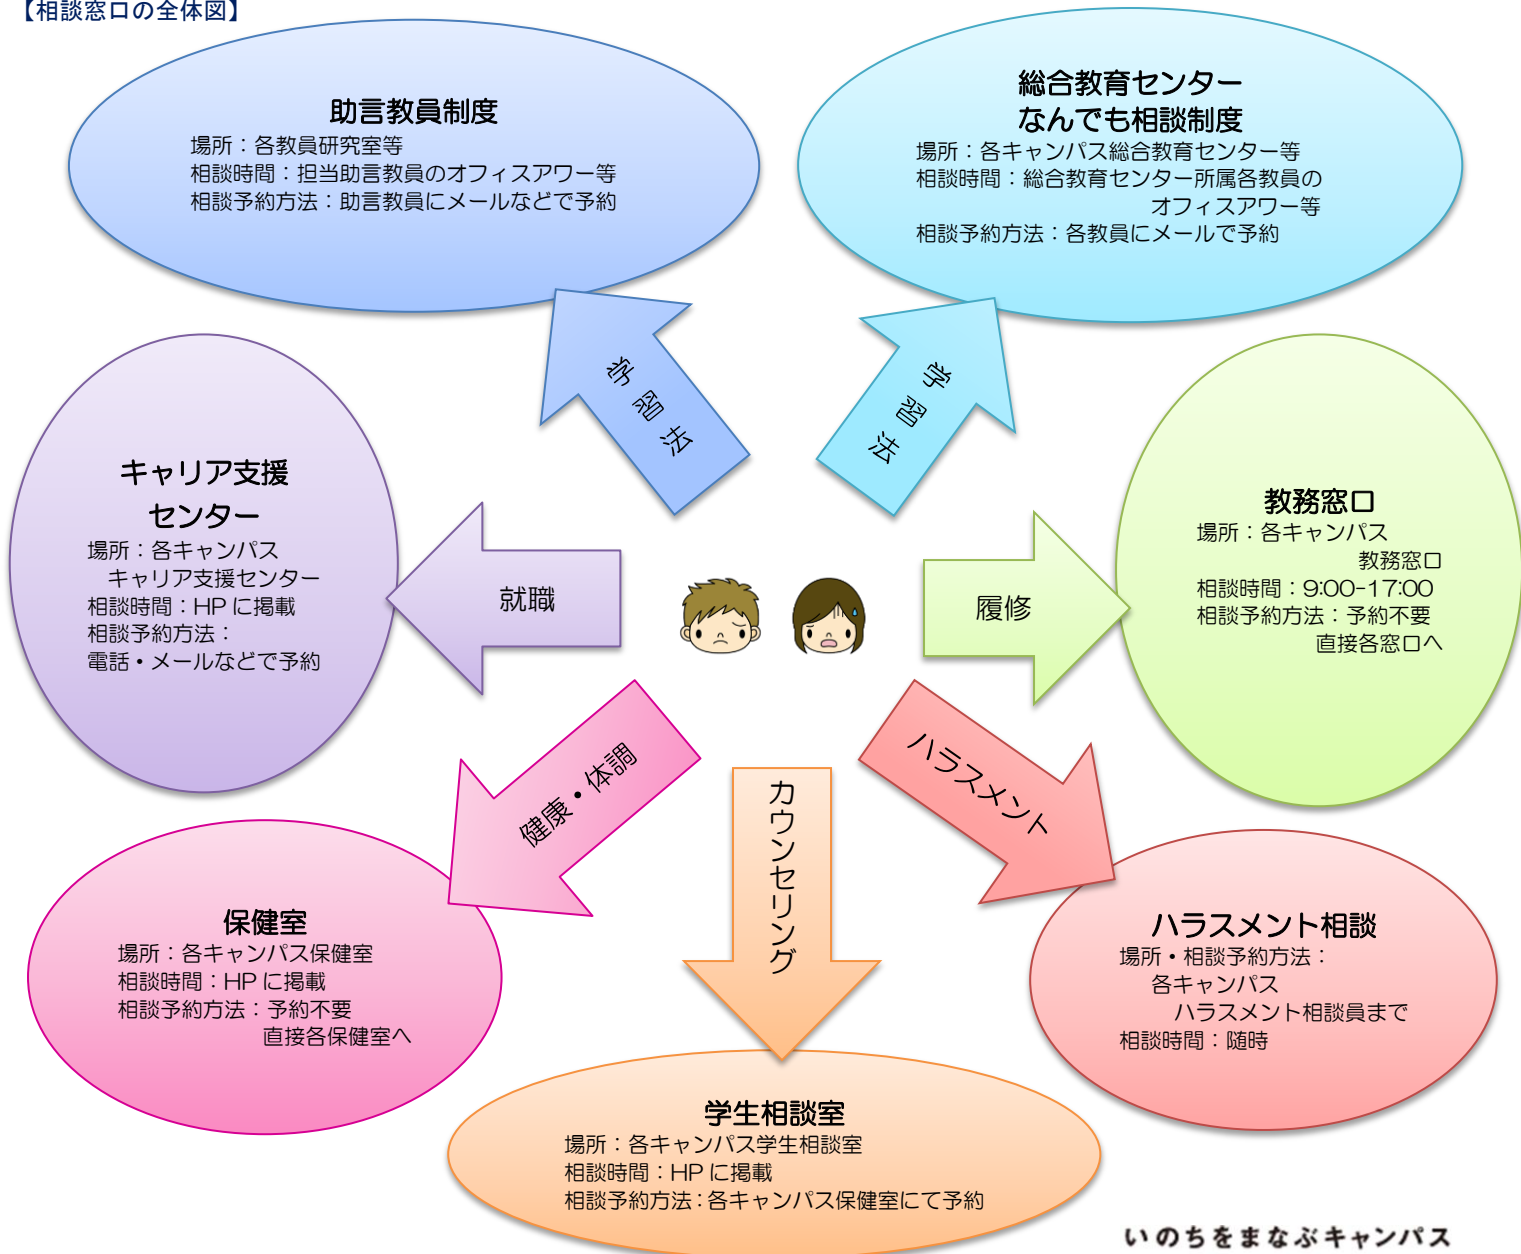 【相談窓口の全体図】
助言教員制度
場所：各教員研究室等
相談時間：担当助言教員のオフィスアワー等
相談予約方法：助言教員にメールなどで予約
総合教育センター
なんでも相談制度
場所：各キャンパス総合教育センター等
相談時間：総合教育センター所属各教員の
オフィスアワー等
相談予約方法：各教員にメールで予約
学習法
学習法
キャリア支援
センター
場所：各キャンパス
キャリア支援センター
相談時間：HPに掲載
相談予約方法：
電話・メールなどで予約
就職
履修
教務窓口
場所：各キャンパス
教務窓口
相談時間：9:00-17:00
相談予約方法：予約不要
直接各窓口へ
健康・体調
カウンセリング
ハラスメント
保健室
場所：各キャンパス保健室
相談時間：HPに掲載
相談予約方法：予約不要
直接各保健室へ
ハラスメント相談
場所・相談予約方法：
各キャンパス
ハラスメント相談員まで
相談時間：随時
学生相談室
場所：各キャンパス学生相談室
相談時間：HPに掲載
相談予約方法：各キャンパス保健室にて予約
いのちをまなぶキャンパス